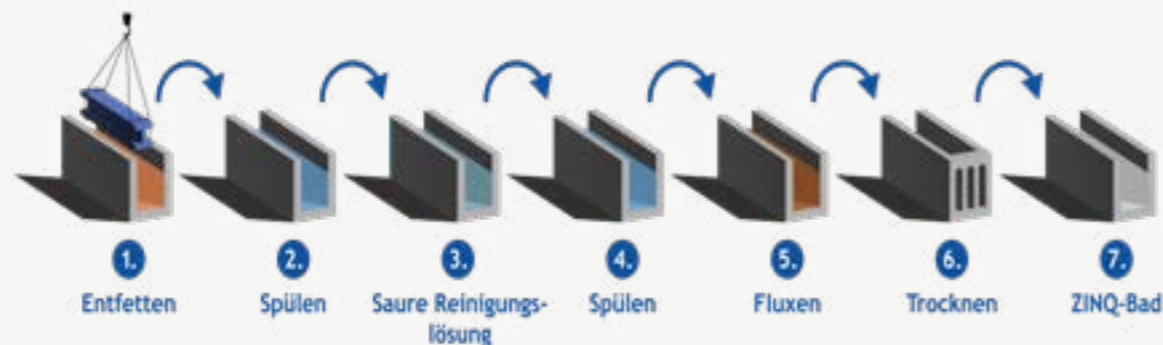 1.
Entfetten
2.
Spülen
3.
Saure Reinigungs-
lösung
4.
Spülen
5.
Fluxen
6.
Trocknen
7.
ZINQ-Bad